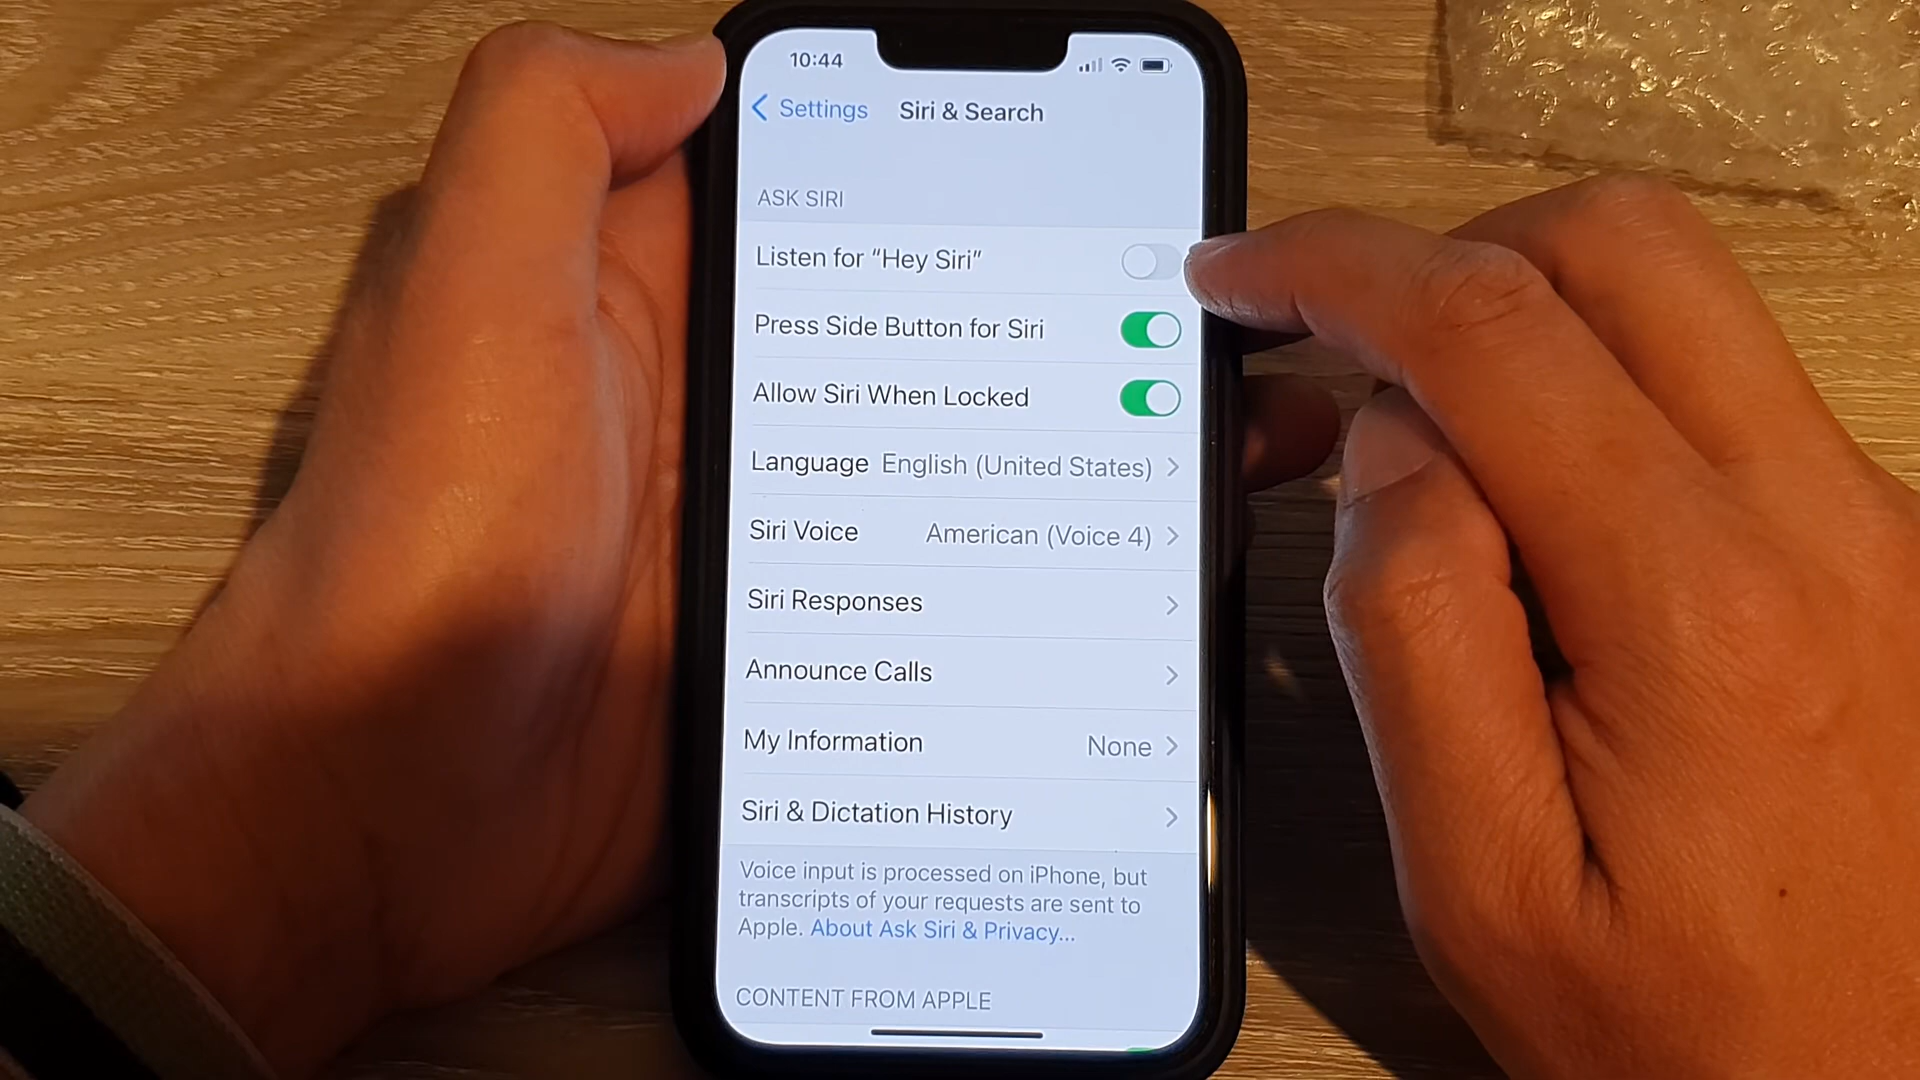 10:44
Settings Siri & Search
ASK SIRI
Listen for “Hey Siri”
Press Side Button for Siri
Allow Siri When Locked
Language English (United States)
Siri Voice American (Voice 4)
Siri Responses
Announce Calls
My Information None
Siri & Dictation History
Voice input is processed on iPhone, but
transcripts of your requests are sent to
Apple. About Ask Siri & Privacy...
CONTENT FROM APPLE